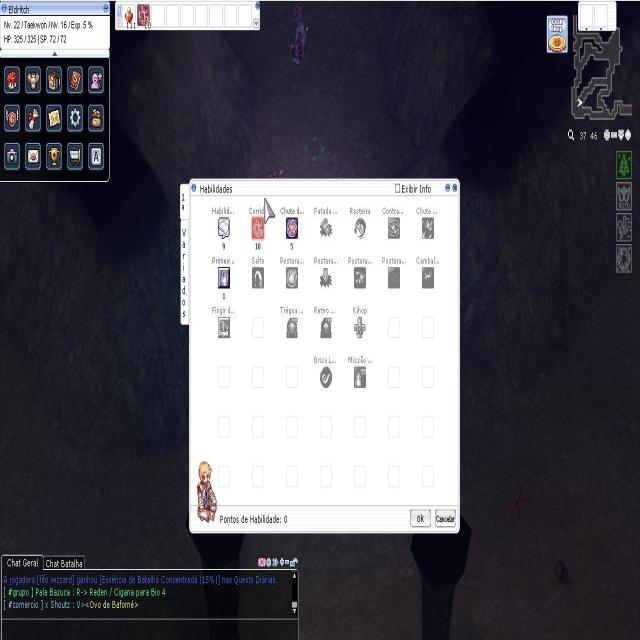 Eldritch
Nv. 22 / Taekwon / Nv. 16 / Exp. 5 %
HP. 325 / 325 | SP. 72 / 72
37 46
Habilidades
Exibir Info
1a
Variados
Habilid... Corrid Chute d... Patada ... Rasteira Contra... Chute ...
9 10 5
Primeir... Salto Postura... Postura... Postura... Postura... Cambal...
1
Fingir d... Trégua... Retiro ... Kihop
Brisa L... Missão ...
Pontos de Habilidade: 0
Ok Cancelar
Chat Geral Chat Batalha
A jogadora [fifo wizzard] ganhou [Essência de Batalha Concentrada (15%)] nas Quests Diárias.
[ #grupo ] Pala Bazuca : R-> Reden / Cigana para Bio 4
[ #comercio ] x Shoutz : V><Ovo de Bafomé>